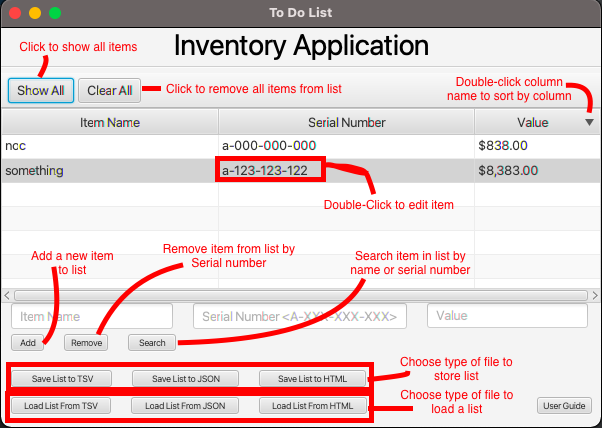 To Do List
Inventory Application
Click to show all items
Show All
Clear All
Click to remove all items from list
Double-click column
name to sort by column
Item Name
Serial Number
Value
ncc
a-000-000-000
$838.00
something
a-123-123-122
$8,383.00
Double-Click to edit item
Add a new item
to list
Remove item from list by
Serial number
Search item in list by
name or serial number
Item Name
Serial Number <A-XXX-XXX-XXX>
Value
Add
Remove
Search
Choose type of file to
store list
Save List to TSV
Save List to JSON
Save List to HTML
Choose type of file to
load a list
Load List From TSV
Load List From JSON
Load List From HTML
User Guide